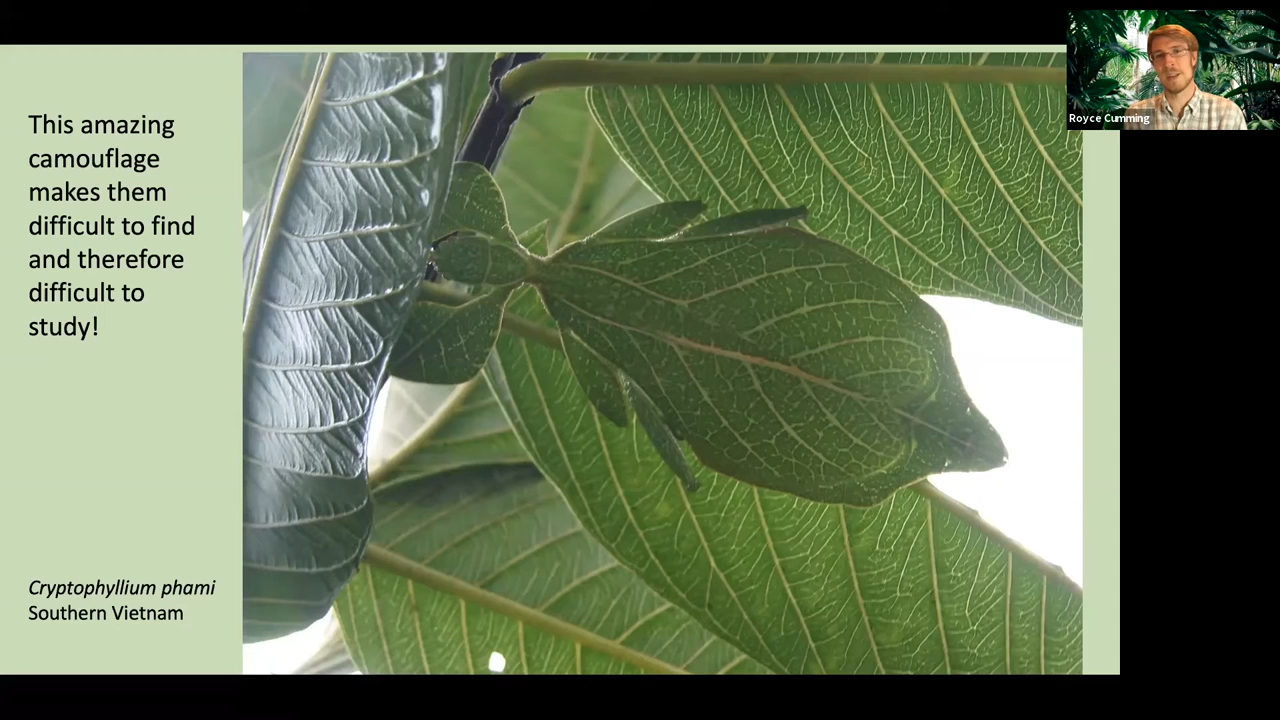 This amazing
camouflage
makes them
difficult to find
and therefore
difficult to
study!
Cryptophyllium phami
Southern Vietnam
Royce Cumming